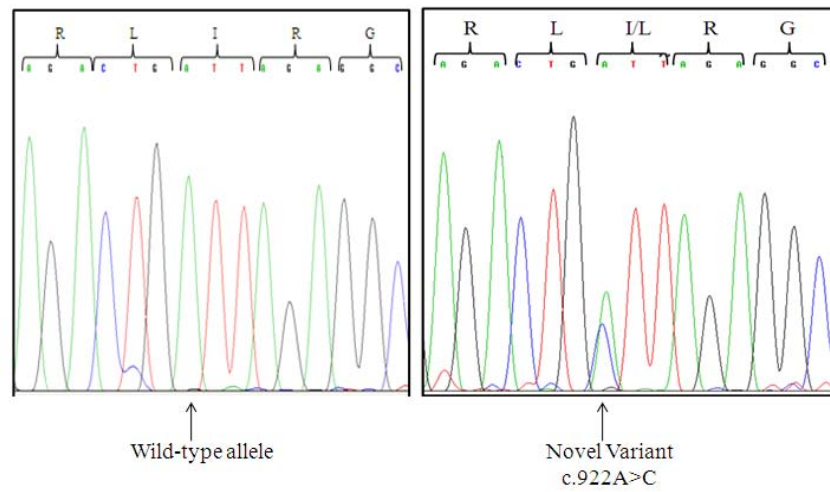 R L I R G
A G A C T G A T T A G A G G C
Wild-type allele
R L I/L R G
A G A C T G A T T A G A G G C
Novel Variant
c.922A>C